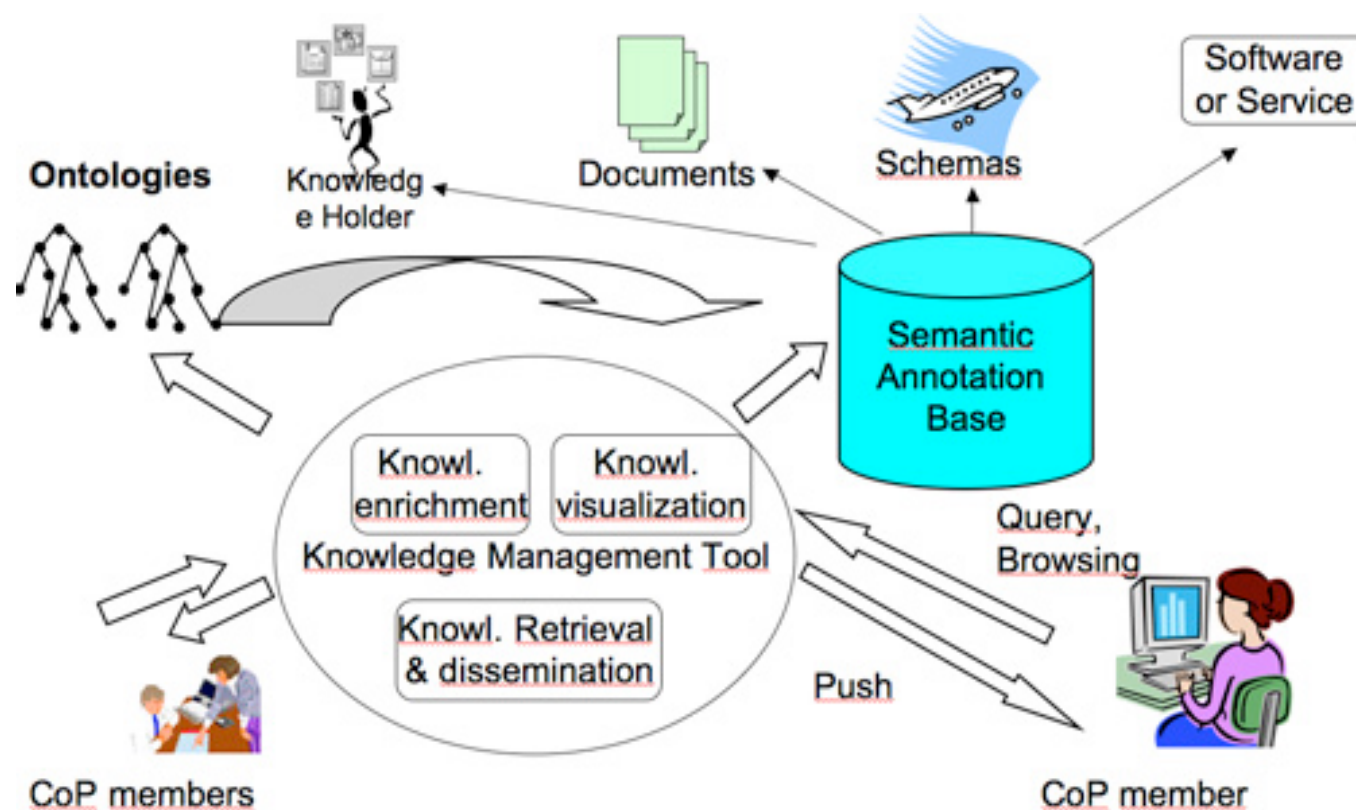 Software
or Service
Schemas
Documents
Ontologies
Knowledg
e Holder
Semantic
Annotation
Base
Knowl.
enrichment
Knowl.
visualization
Knowledge Management Tool
Query,
Browsing
Knowl. Retrieval
& dissemination
Push
CoP members
CoP member